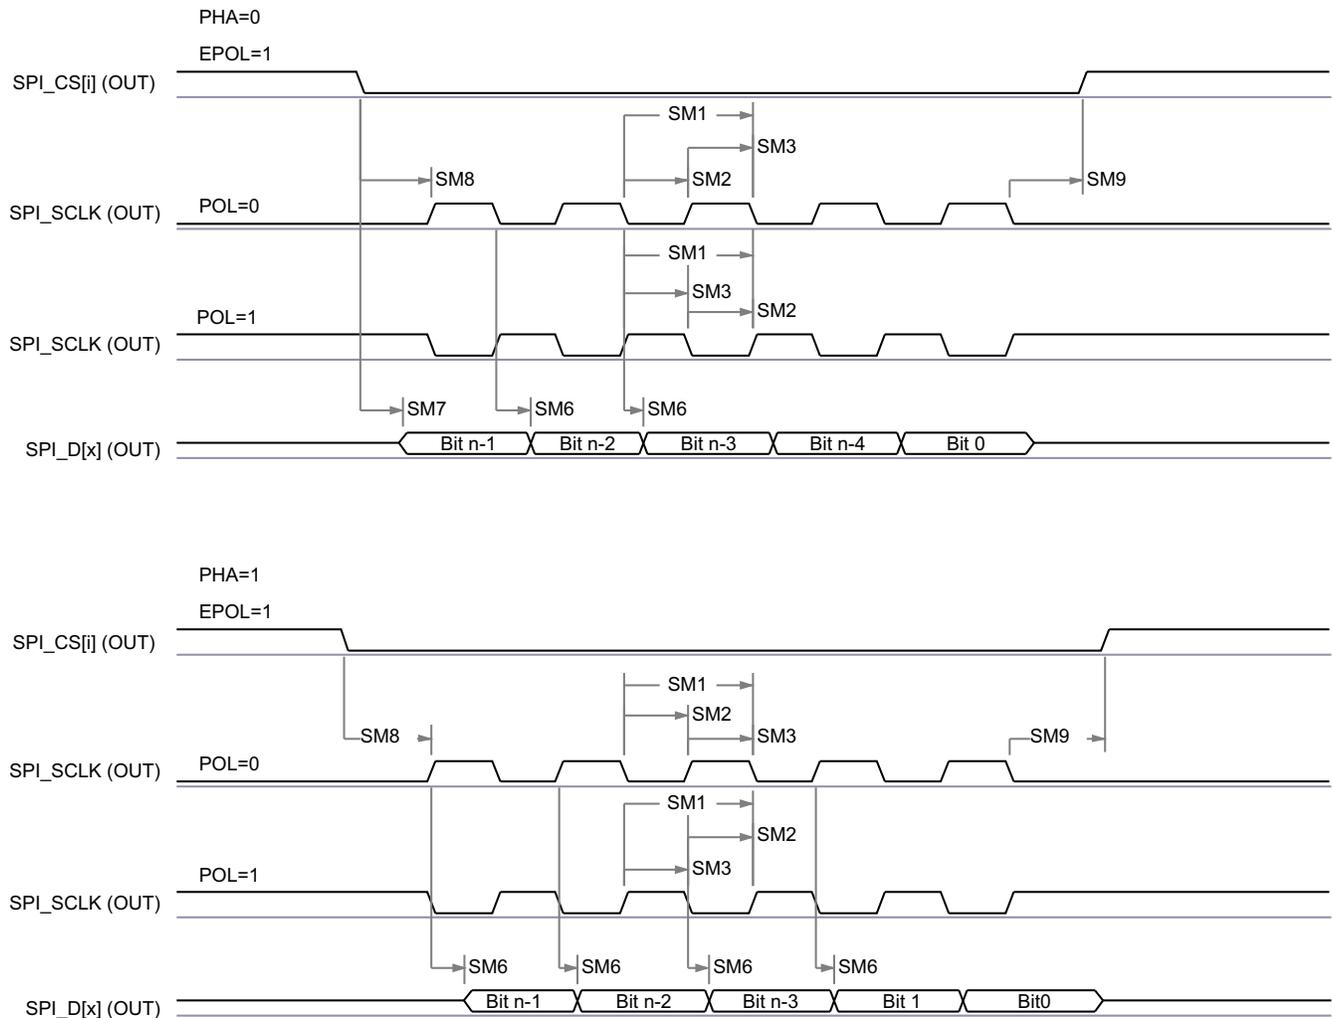 PHA=0
EPOL=1
SPI_CS[i] (OUT)
SM1
SM3
SM8
SM2
SM9
POL=0
SPI_SCLK (OUT)
SM1
SM3
SM2
POL=1
SPI_SCLK (OUT)
SM7
SM6
SM6
SPI_D[x] (OUT)
Bit n-1
Bit n-2
Bit n-3
Bit n-4
Bit 0
PHA=1
EPOL=1
SPI_CS[i] (OUT)
SM1
SM2
SM8
SM3
SM9
POL=0
SPI_SCLK (OUT)
SM1
SM2
SM3
POL=1
SPI_SCLK (OUT)
SM6
SM6
SM6
SM6
SPI_D[x] (OUT)
Bit n-1
Bit n-2
Bit n-3
Bit 1
Bit0